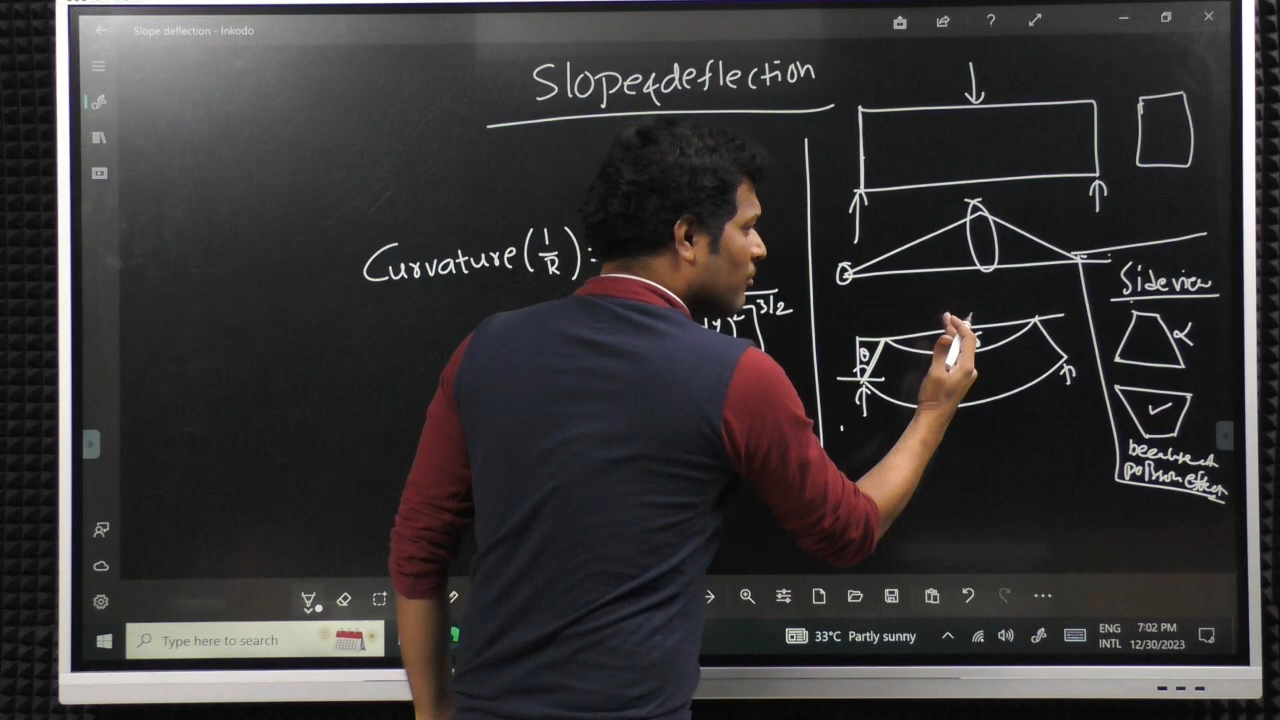 Slope deflection - Inkodo
Slope & deflection
Curvature (1/R) =
3/2
Side view
α
θ
because
poisson effect
Type here to search
33°C Partly sunny
ENG
INTL
7:02 PM
12/30/2023